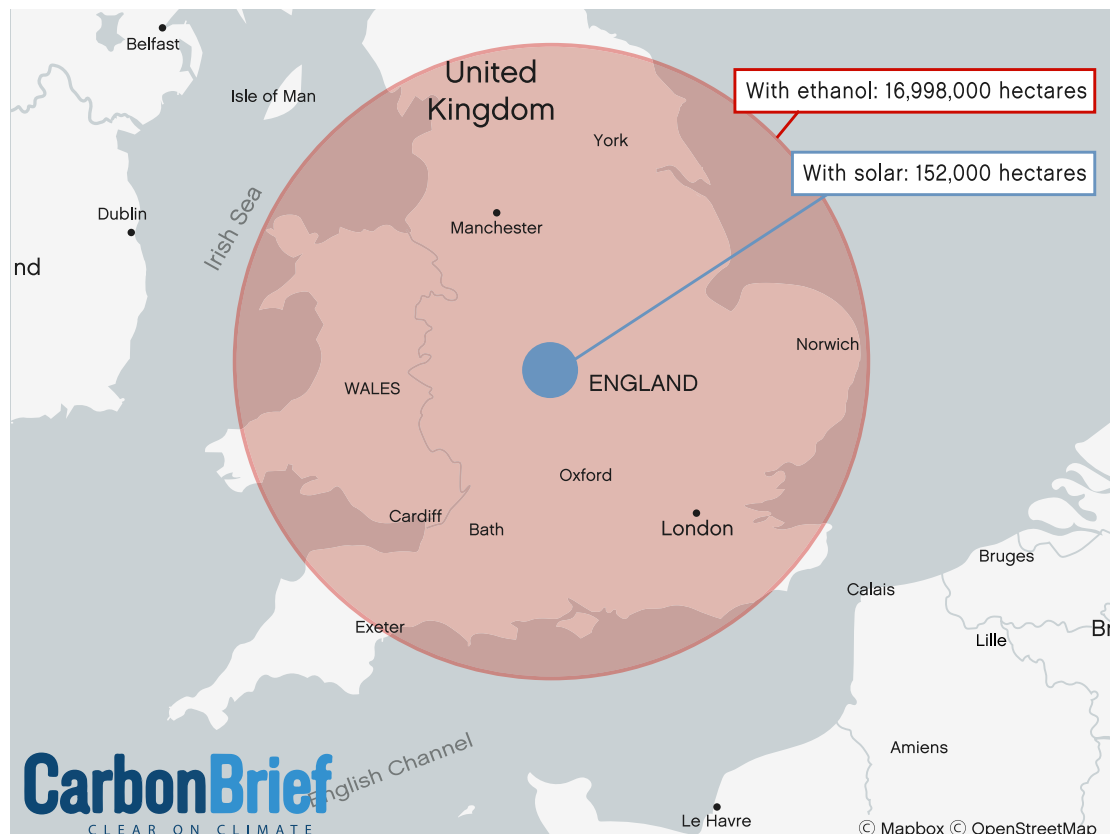 Belfast
United
Kingdom
With ethanol: 16,998,000 hectares
Isle of Man
York
With solar: 152,000 hectares
Dublin
Irish Sea
Manchester
nd
Norwich
WALES
ENGLAND
Oxford
Cardiff
Bath
London
Bruges
Calais
Exeter
Lille
Br
English Channel
Amiens
CarbonBrief
CLEAR ON CLIMATE
Le Havre
© Mapbox © OpenStreetMap